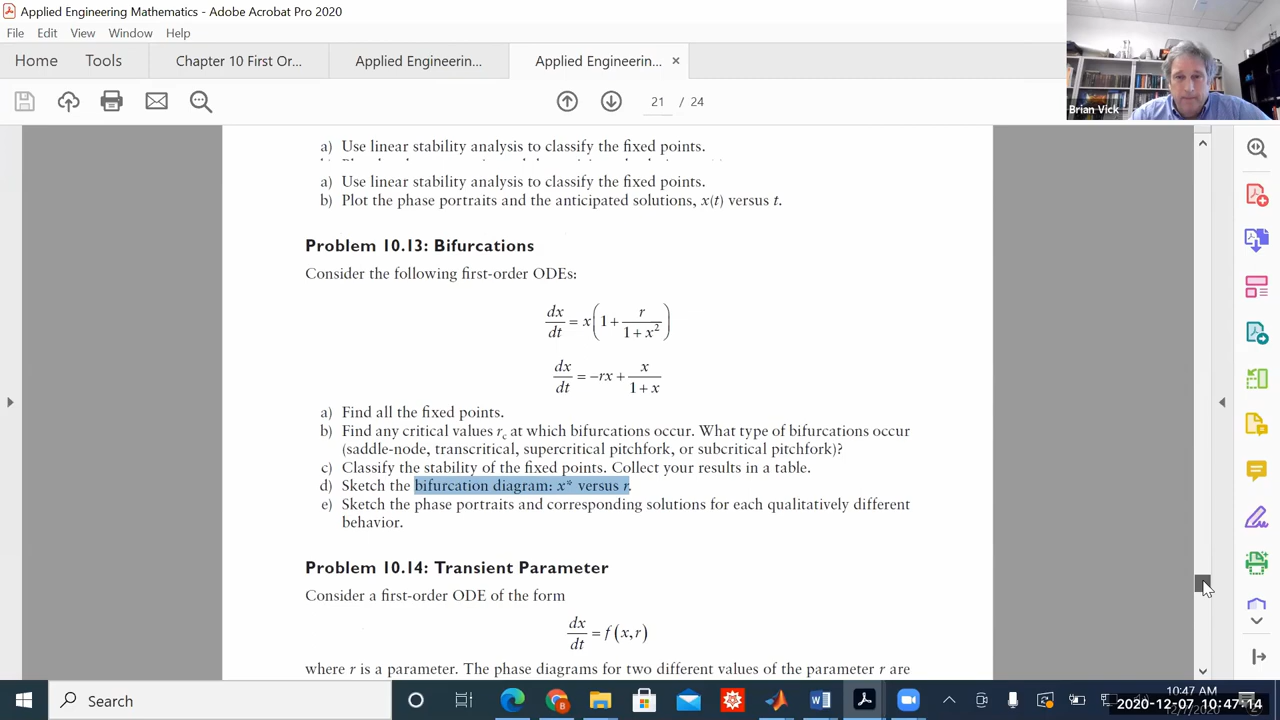 Applied Engineering Mathematics - Adobe Acrobat Pro 2020
File Edit View Window Help
Home Tools Chapter 10 First Or... Applied Engineerin... Applied Engineerin... ×
21 / 24
Brian Vick
a) Use linear stability analysis to classify the fixed points.
a) Use linear stability analysis to classify the fixed points.
b) Plot the phase portraits and the anticipated solutions, x(t) versus t.
Problem 10.13: Bifurcations
Consider the following first-order ODEs:
dx/dt = x(1 + r/(1 + x²))
dx/dt = −rx + x/(1 + x)
a) Find all the fixed points.
b) Find any critical values r_c at which bifurcations occur. What type of bifurcations occur
(saddle-node, transcritical, supercritical pitchfork, or subcritical pitchfork)?
c) Classify the stability of the fixed points. Collect your results in a table.
d) Sketch the bifurcation diagram: x* versus r.
e) Sketch the phase portraits and corresponding solutions for each qualitatively different
behavior.
Problem 10.14: Transient Parameter
Consider a first-order ODE of the form
dx/dt = f(x,r)
where r is a parameter. The phase diagrams for two different values of the parameter r are
Search
10:47 AM
2020-12-07 10:47:14